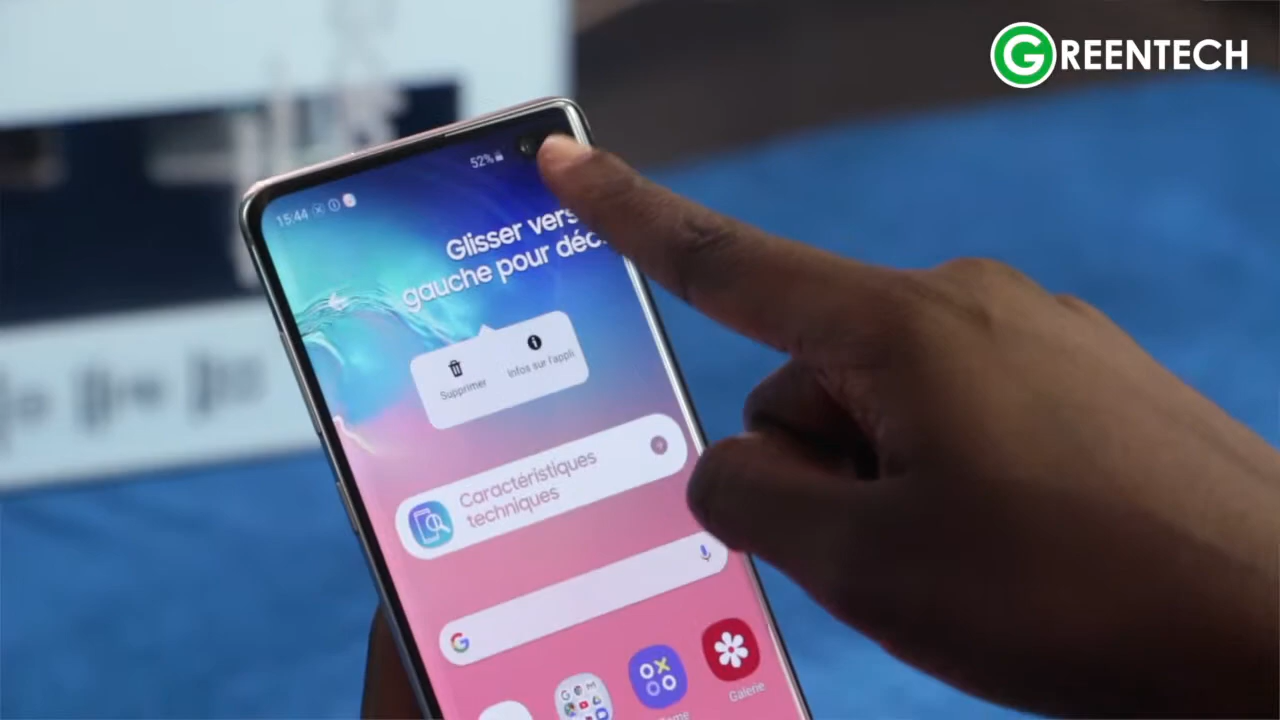 GREENTECH
52%
15:44
Glisser vers
gauche pour déc
Supprimer
Infos sur l'appli
Caractéristiques
techniques
G
Galerie